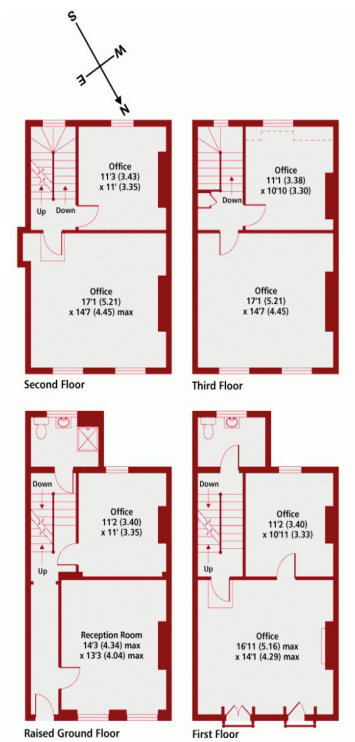 S
W
E
N
Office
11'3 (3.43)
x 11' (3.35)
Up
Down
Office
17'1 (5.21)
x 14'7 (4.45) max
Second Floor
Office
11'1 (3.38)
x 10'10 (3.30)
Down
Office
17'1 (5.21)
x 14'7 (4.45)
Third Floor
Down
Office
11'2 (3.40)
x 11' (3.35)
Up
Reception Room
14'3 (4.34) max
x 13'3 (4.04) max
Raised Ground Floor
Down
Office
11'2 (3.40)
x 10'11 (3.33)
Up
Office
16'11 (5.16) max
x 14'1 (4.29) max
First Floor